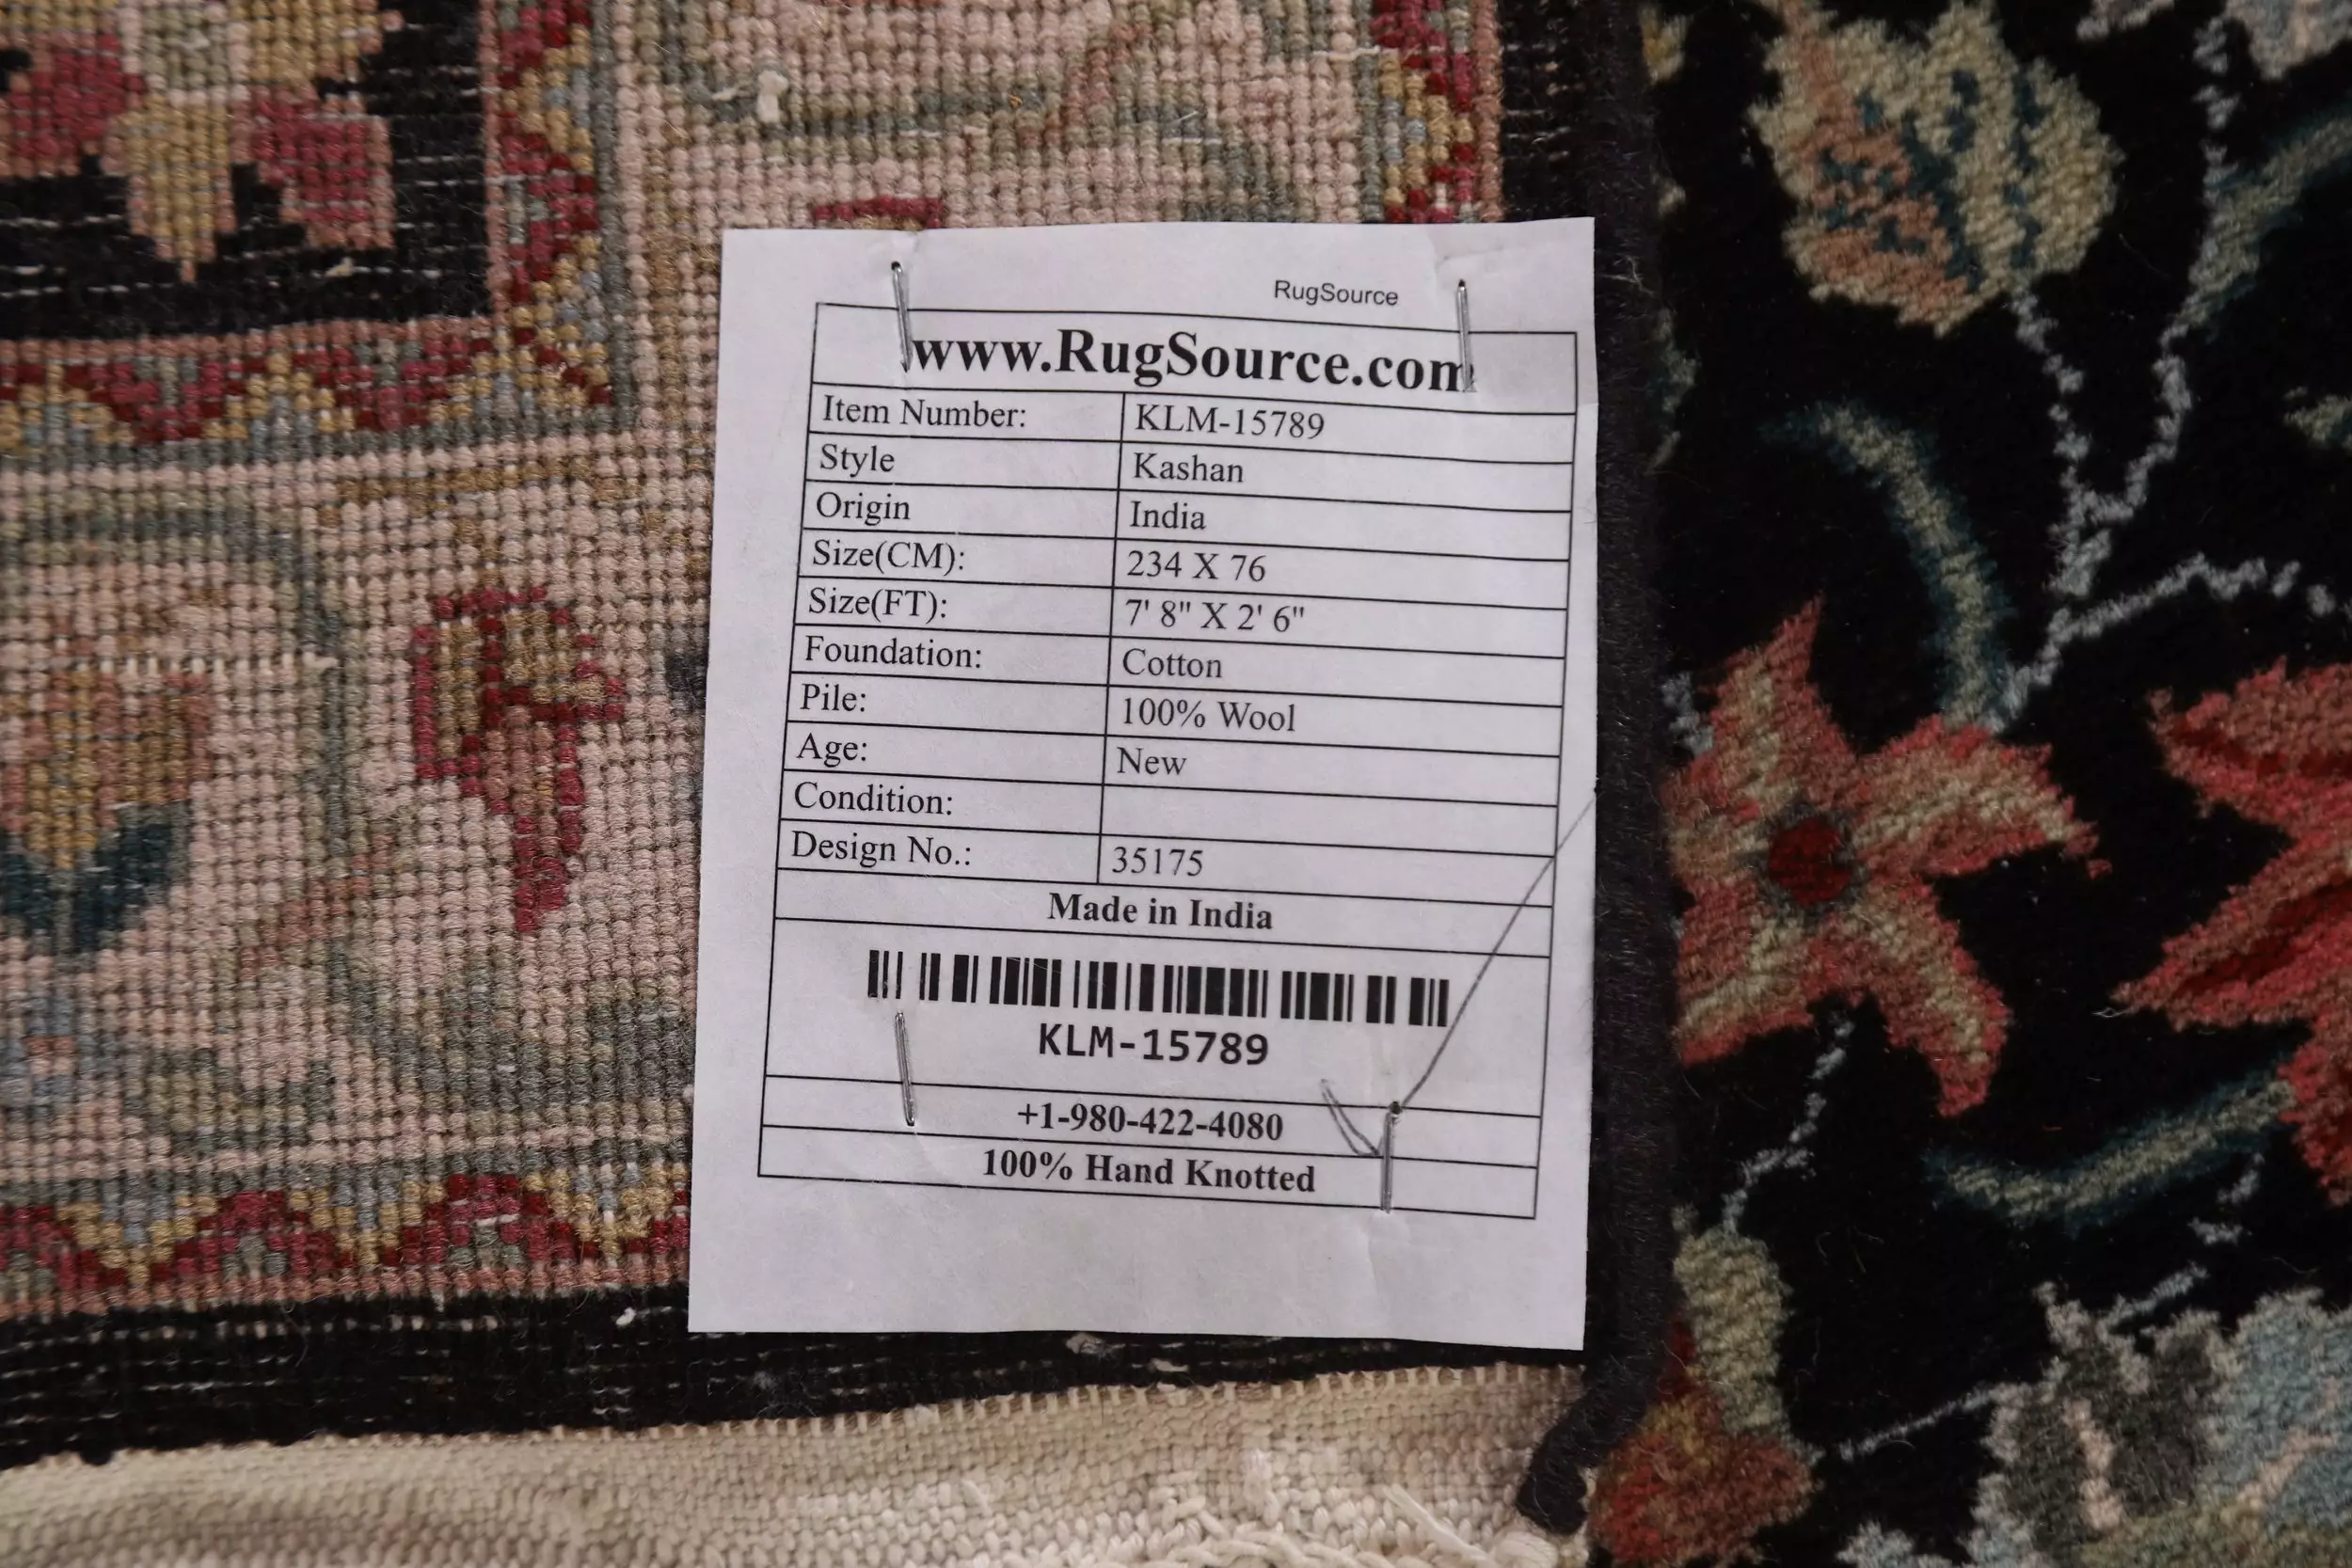 RugSource
www.RugSource.com
Item Number: KLM-15789
Style Kashan
Origin India
Size(CM): 234 X 76
Size(FT): 7' 8" X 2' 6"
Foundation: Cotton
Pile: 100% Wool
Age: New
Condition:
Design No.: 35175
Made in India
KLM-15789
+1-980-422-4080
100% Hand Knotted